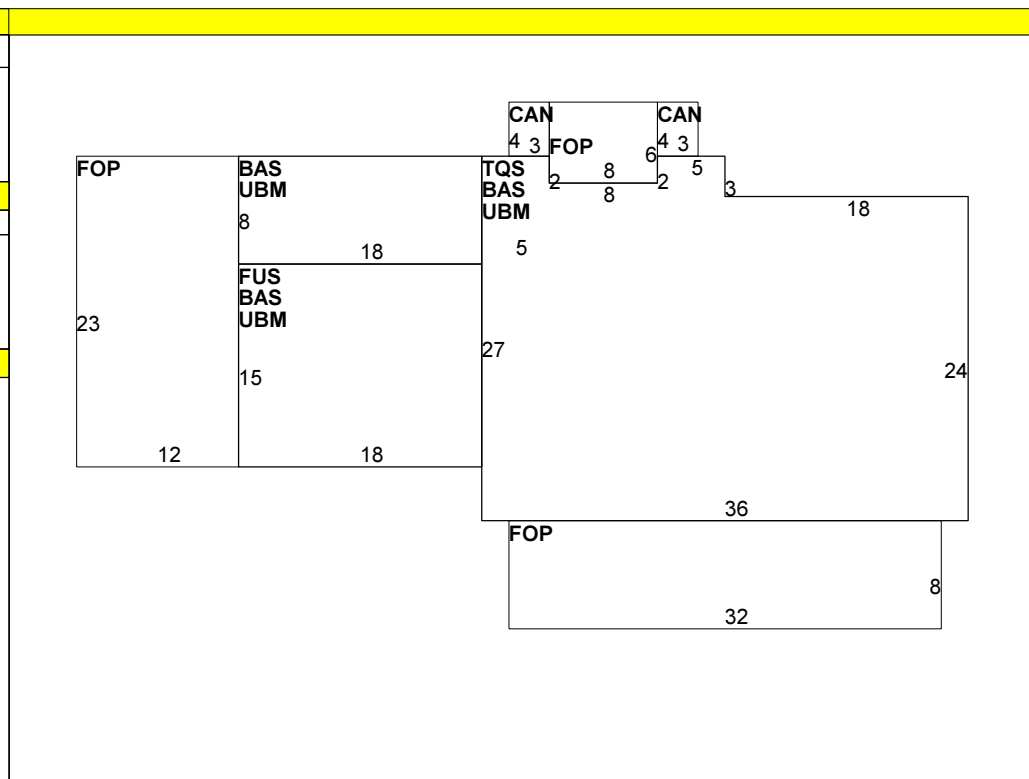 CAN CAN
4 3 FOP 6 4 3
FOP BAS TQS 2 8 2 5
UBM BAS 8 3
UBM 18
8 5
18
FUS
BAS
UBM
23 27
15 24
12 18
36
FOP
8
32